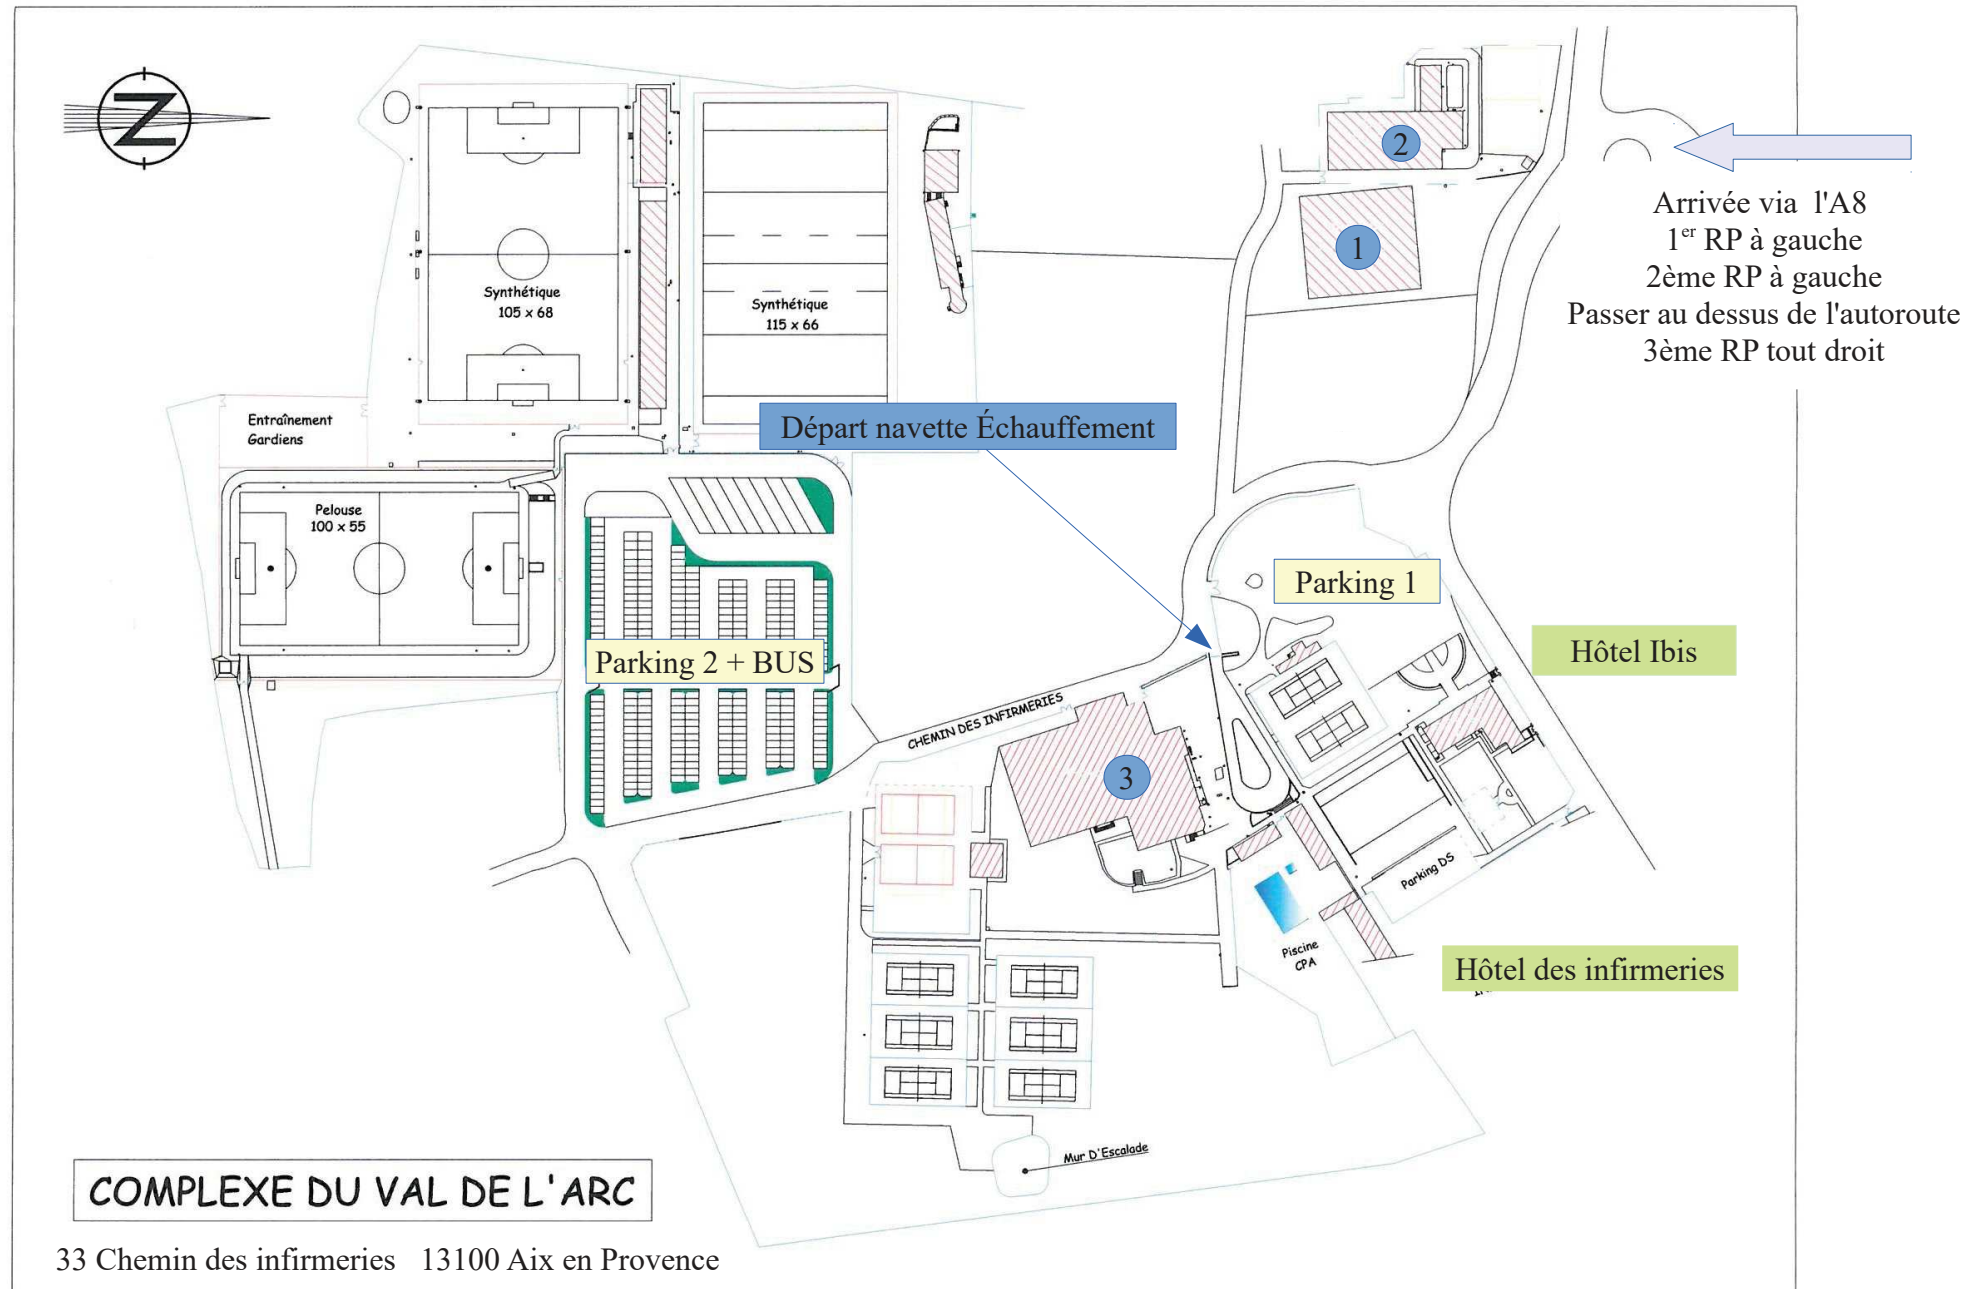 Z
2
1
Arrivée via l'A8
1er RP à gauche
2ème RP à gauche
Passer au dessus de l'autoroute
3ème RP tout droit
Synthétique
105 x 68
Synthétique
115 x 66
Entraînement
Gardiens
Départ navette Échauffement
Pelouse
100 x 55
Parking 1
Parking 2 + BUS
Hôtel Ibis
CHEMIN DES INFIRMERIES
3
Parking DS
Piscine
CPA
Hôtel des infirmeries
Mur D'Escalade
COMPLEXE DU VAL DE L'ARC
33 Chemin des infirmeries 13100 Aix en Provence